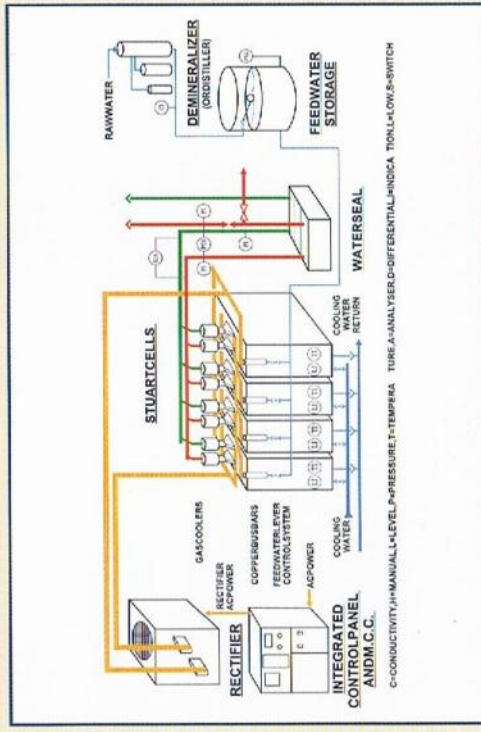 RAWWATER
DEMINERALIZER
(ORDISTILLER)
FEEDWATER
STORAGE
WATERSEAL
STUARTCELLS
GASCOOLERS
COPPERBUSBARS
FEEDWATERLEVER
CONTROLSYSTEM
COOLING
WATER
RETURN
COOLING
WATER
RECTIFIER
ACPOWER
RECTIFIER
ACPOWER
INTEGRATED
CONTROLPANEL
ANDM.C.C.
C=CONDUCTIVITY,H=MANUAL,L=LEVEL,P=PRESSURE,T=TEMPERA TURE,A=ANALYSER,D=DIFFERENTIAL,I=INDICA TION,L=LOW,S=SWITCH